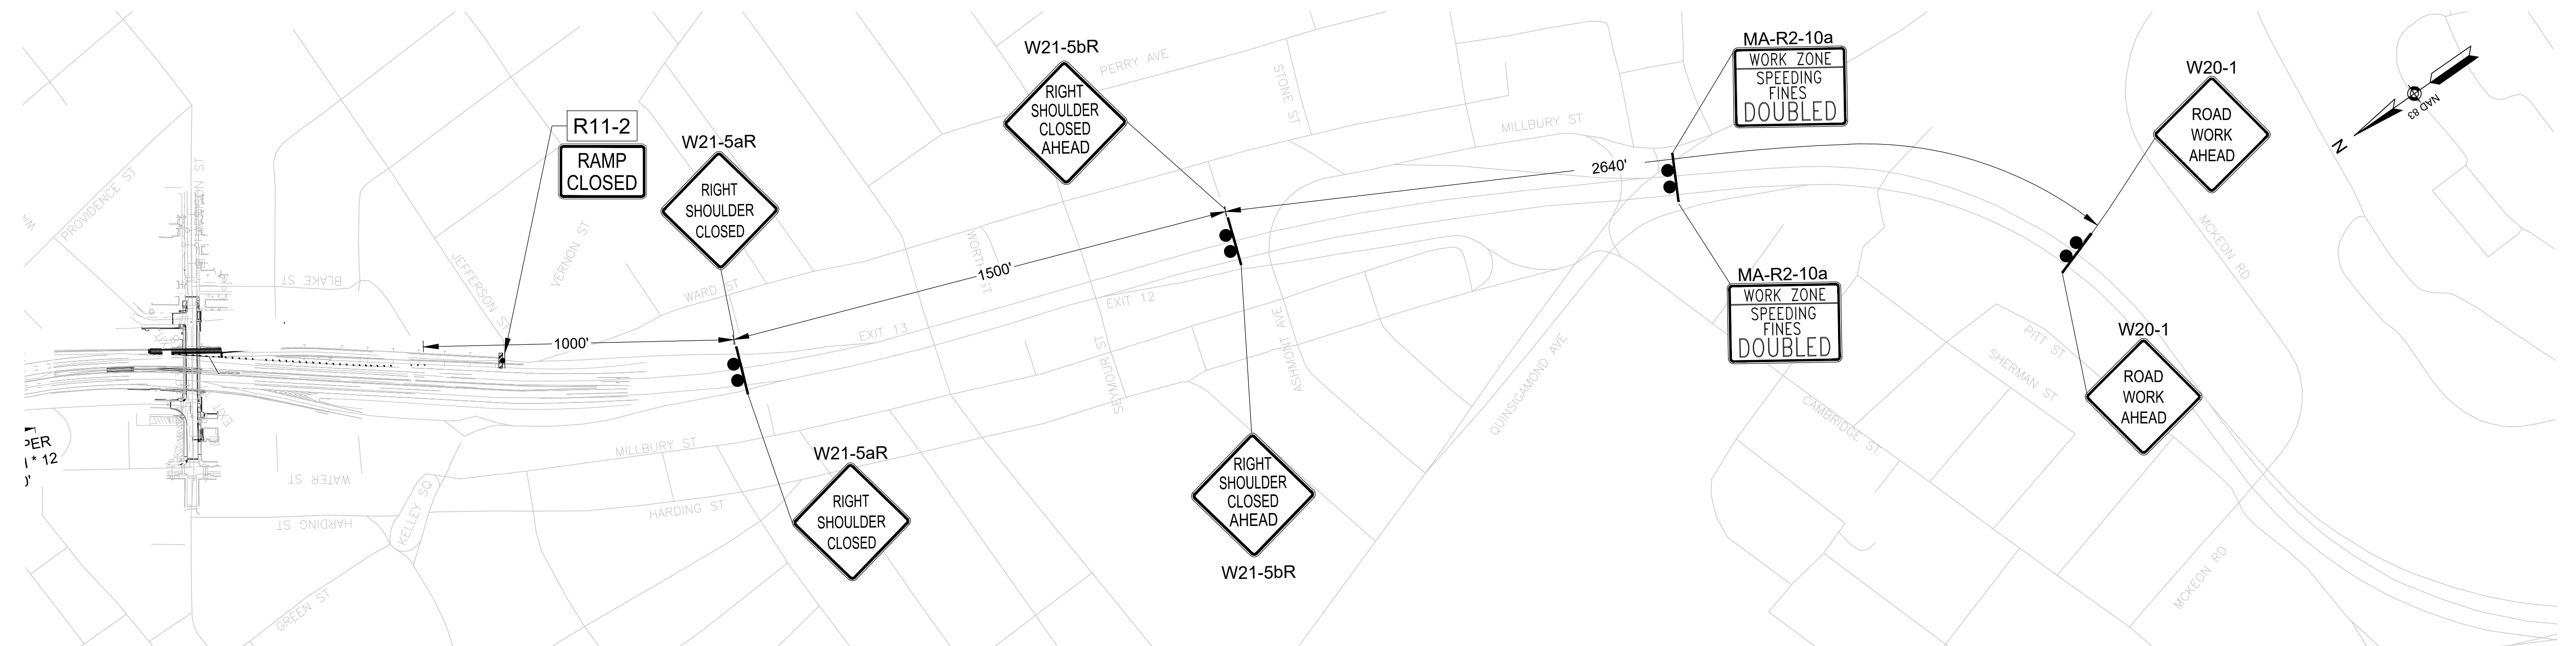 W21-5bR
RIGHT
SHOULDER
CLOSED
AHEAD
PERRY AVE
STONE ST
MILLBURY ST
MA-R2-10a
WORK ZONE
SPEEDING
FINES
DOUBLED
W20-1
ROAD
WORK
AHEAD
NAD 83
N
R11-2
RAMP
CLOSED
W21-5aR
RIGHT
SHOULDER
CLOSED
PROVIDENCE ST
BLAKE ST
JEFFERSON ST
VERNON ST
WARD ST
1000'
1500'
2640'
EXIT 13
EXIT 12
SEYMOUR ST
ASHMONT AVE
QUINSIGAMOND AVE
MA-R2-10a
WORK ZONE
SPEEDING
FINES
DOUBLED
MCKEON RD
PITT ST
SHERMAN ST
CAMBRIDGE ST
W20-1
ROAD
WORK
AHEAD
PER
* 12
WATER ST
HARDING ST
KELLEY SQ
GREEN ST
MILLBURY ST
HARDING ST
W21-5aR
RIGHT
SHOULDER
CLOSED
RIGHT
SHOULDER
CLOSED
AHEAD
W21-5bR
MCKEON RD